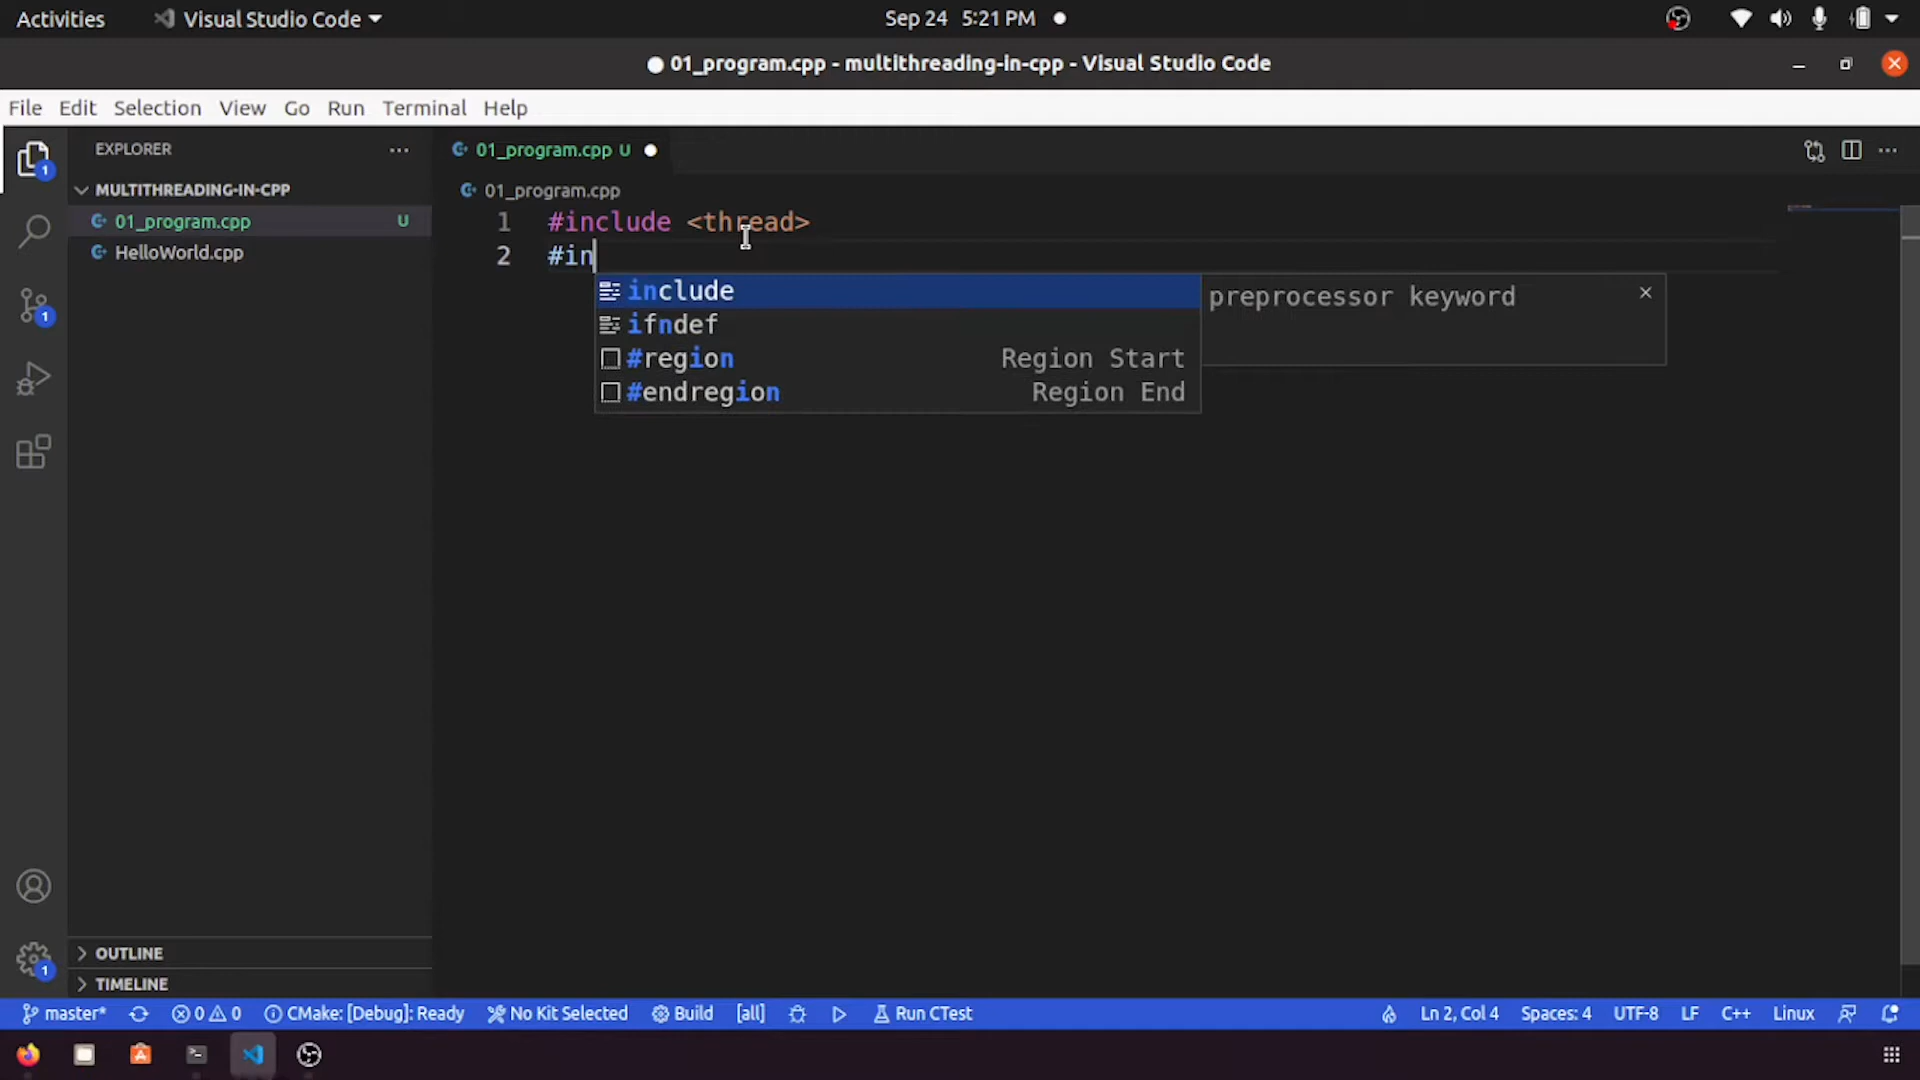 Activities Visual Studio Code Sep 24 5:21 PM
01_program.cpp - multithreading-in-cpp - Visual Studio Code
File Edit Selection View Go Run Terminal Help
EXPLORER
01_program.cpp U
MULTITHREADING-IN-CPP
01_program.cpp
01_program.cpp U
1 #include <thread>
HelloWorld.cpp
2 #in
include
preprocessor keyword
ifndef
#region Region Start
#endregion Region End
1
1
OUTLINE
1
TIMELINE
master* 0 0 CMake: [Debug]: Ready No Kit Selected Build [all] Run CTest Ln 2, Col 4 Spaces: 4 UTF-8 LF C++ Linux